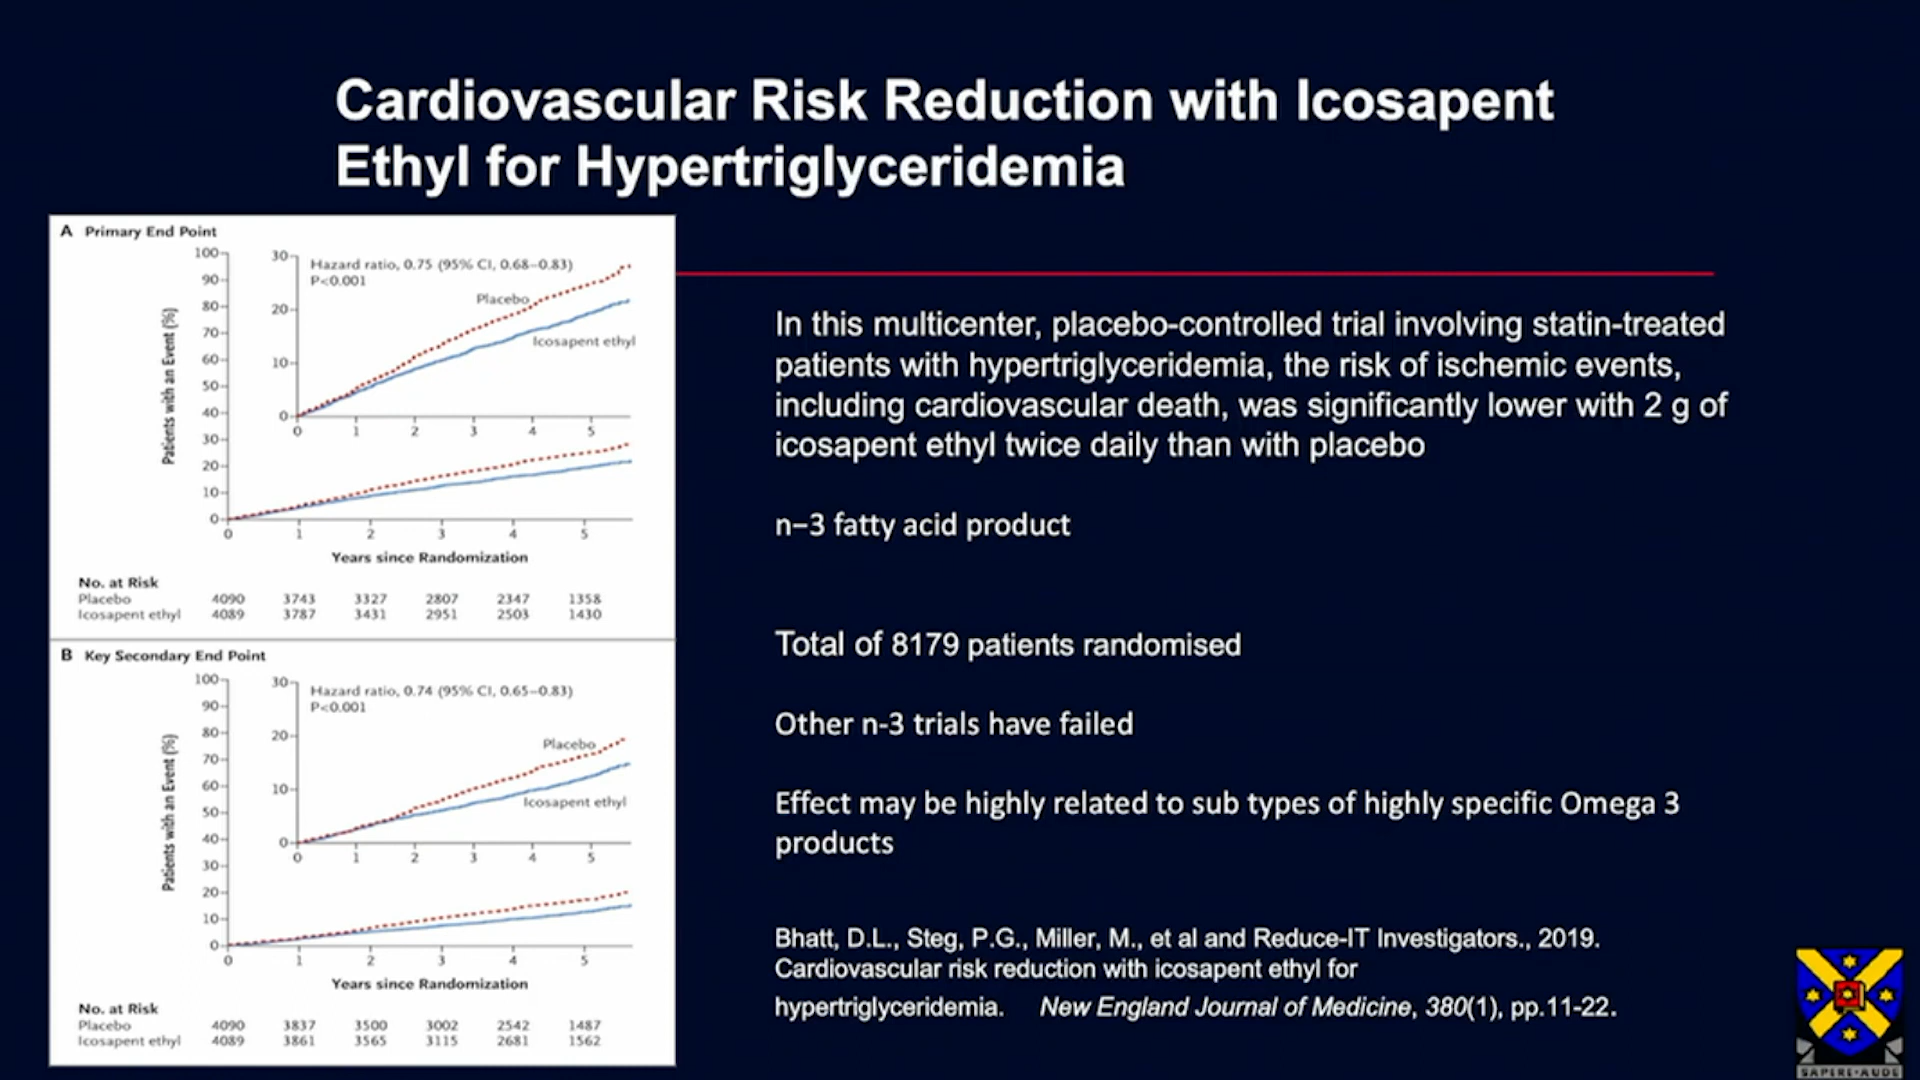 Cardiovascular Risk Reduction with Icosapent
Ethyl for Hypertriglyceridemia
A Primary End Point
Patients with an Event (%)
100
90
80
70
60
50
40
30
20
10
0
30
20
10
0
Hazard ratio, 0.75 (95% CI, 0.68–0.83)
P<0.001
Placebo
Icosapent ethyl
0 1 2 3 4 5
0 1 2 3 4 5
Years since Randomization
No. at Risk
Placebo 4090 3743 3327 2807 2347 1358
Icosapent ethyl 4089 3787 3431 2951 2503 1430
B Key Secondary End Point
Patients with an Event (%)
100
90
80
70
60
50
40
30
20
10
0
30
20
10
0
Hazard ratio, 0.74 (95% CI, 0.65–0.83)
P<0.001
Placebo
Icosapent ethyl
0 1 2 3 4 5
0 1 2 3 4 5
Years since Randomization
No. at Risk
Placebo 4090 3837 3500 3002 2542 1487
Icosapent ethyl 4089 3861 3565 3115 2681 1562
In this multicenter, placebo-controlled trial involving statin-treated
patients with hypertriglyceridemia, the risk of ischemic events,
including cardiovascular death, was significantly lower with 2 g of
icosapent ethyl twice daily than with placebo
n−3 fatty acid product
Total of 8179 patients randomised
Other n-3 trials have failed
Effect may be highly related to sub types of highly specific Omega 3
products
Bhatt, D.L., Steg, P.G., Miller, M., et al and Reduce-IT Investigators., 2019.
Cardiovascular risk reduction with icosapent ethyl for
hypertriglyceridemia. New England Journal of Medicine, 380(1), pp.11-22.
SAPERE·AUDE